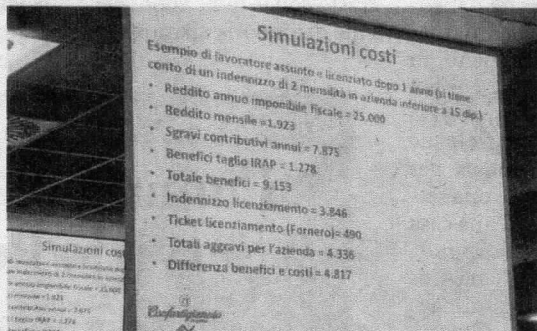 Simulazioni costi
Esempio di lavoratore assunto e licenziato dopo 1 anno (si tiene
conto di un indennizzo di 2 mensilità in azienda inferiore a 15 dip.)
• Reddito annuo imponibile fiscale = 25.000
• Reddito mensile =1.923
• Sgravi contributivi annui = 7.875
• Benefici taglio IRAP = 1.278
• Totale benefici = 9.153
• Indennizzo licenziamento = 3.846
• Ticket licenziamento (Fornero)= 490
• Totali aggravi per l'azienda = 4.336
• Differenza benefici e costi = 4.817
Confartigianato
Simulazioni cos